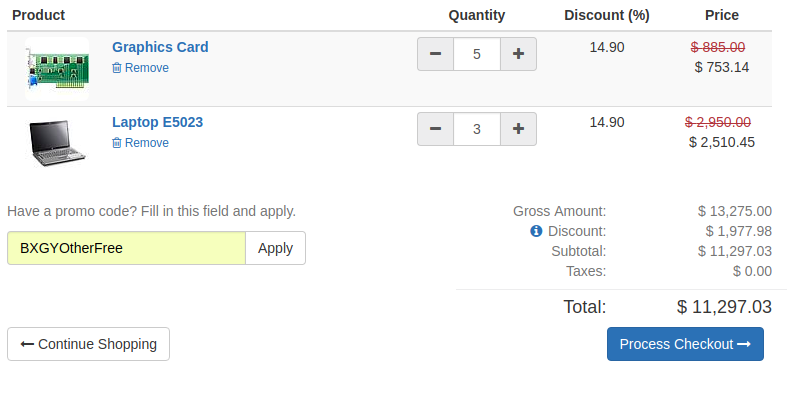 Product Quantity Discount (%) Price
Graphics Card 5 14.90 $ 885.00
Remove $ 753.14
Laptop E5023 3 14.90 $ 2,950.00
Remove $ 2,510.45
Have a promo code? Fill in this field and apply.
BXGYOtherFree Apply
Gross Amount: $ 13,275.00
Discount: $ 1,977.98
Subtotal: $ 11,297.03
Taxes: $ 0.00
Total: $ 11,297.03
Continue Shopping Process Checkout